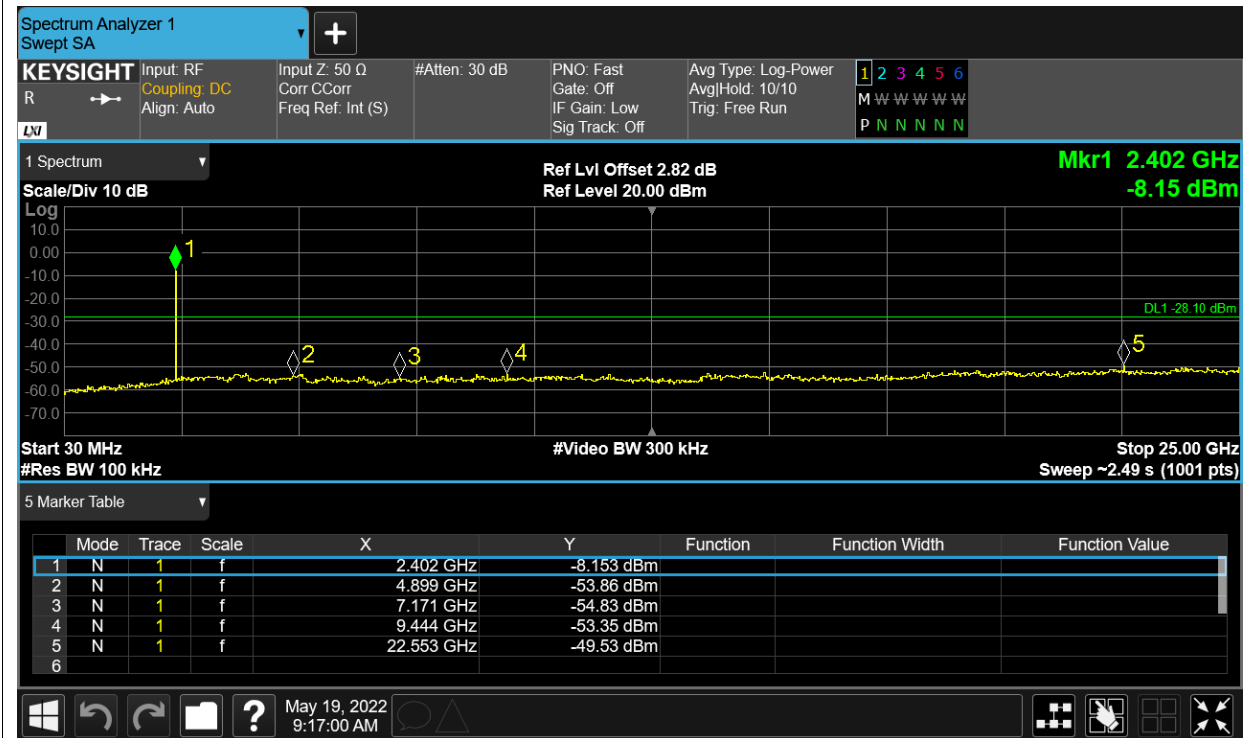 Spectrum Analyzer 1
Swept SA
+
KEYSIGHT Input: RF Input Z: 50 Ω #Atten: 30 dB PNO: Fast Avg Type: Log-Power 1 2 3 4 5 6
R Coupling: DC Corr CCorr Gate: Off Avg|Hold: 10/10 M W W W W W
Align: Auto Freq Ref: Int (S) IF Gain: Low Trig: Free Run
LXI Sig Track: Off P N N N N N
1 Spectrum Ref Lvl Offset 2.82 dB Mkr1 2.402 GHz
Scale/Div 10 dB Ref Level 20.00 dBm -8.15 dBm
Log
10.0
0.00 1
-10.0
-20.0
DL1 -28.10 dBm
-30.0
-40.0 2 3 4 5
-50.0
-60.0
-70.0
Start 30 MHz #Video BW 300 kHz Stop 25.00 GHz
#Res BW 100 kHz Sweep ~2.49 s (1001 pts)
5 Marker Table
Mode Trace Scale X Y Function Function Width Function Value
1 N 1 f 2.402 GHz -8.153 dBm
2 N 1 f 4.899 GHz -53.86 dBm
3 N 1 f 7.171 GHz -54.83 dBm
4 N 1 f 9.444 GHz -53.35 dBm
5 N 1 f 22.553 GHz -49.53 dBm
6
? May 19, 2022
9:17:00 AM